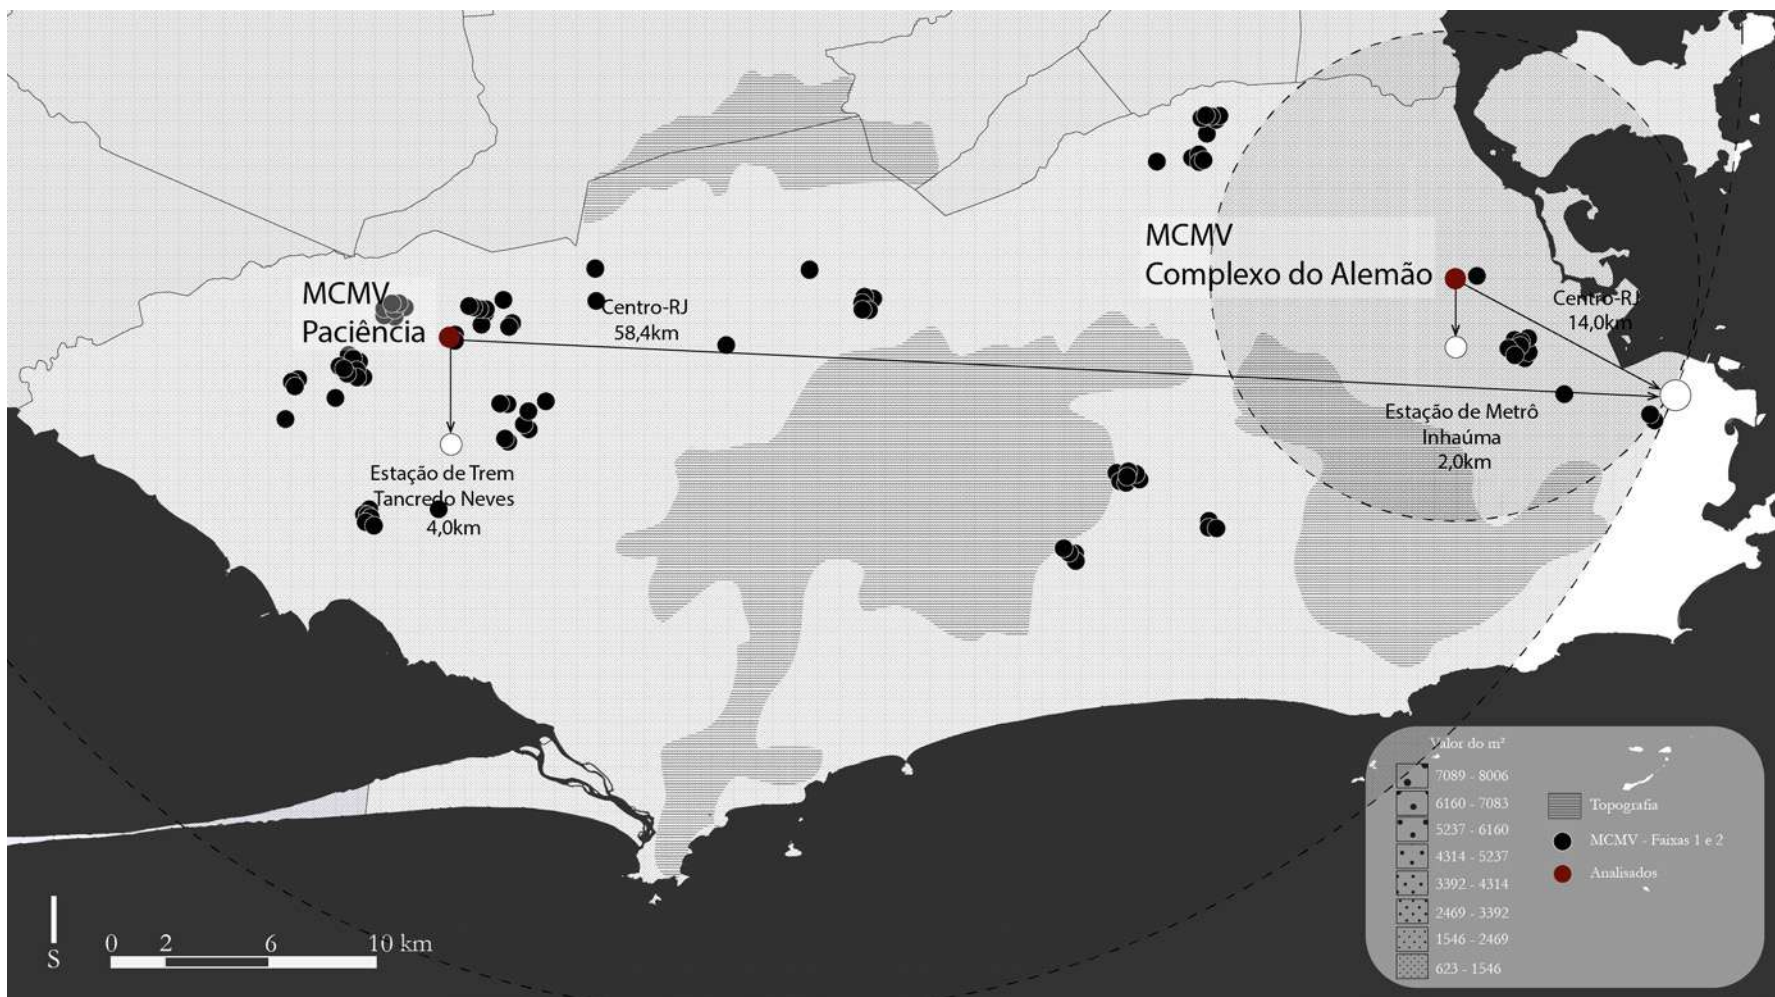 MCMV
Complexo do Alemão
MCMV
Paciência
Centro-RJ
14,0km
Centro-RJ
58,4km
Estação de Metrô
Inhaúma
2,0km
Estação de Trem
Tancredo Neves
4,0km
Valor do m²
7089 - 8006
6160 - 7083
5237 - 6160
4314 - 5237
3392 - 4314
2469 - 3392
1546 - 2469
623 - 1546
Topografia
MCMV - Faixas 1 e 2
Analisados
S
0 2 6 10 km